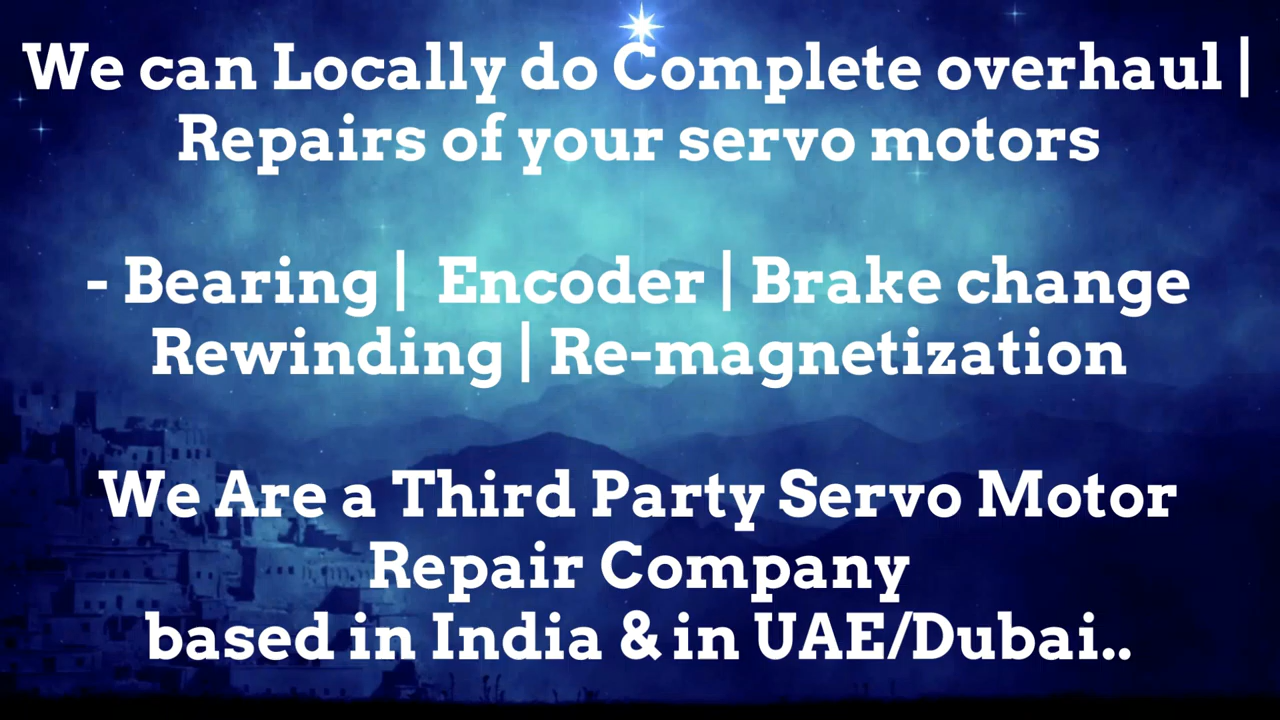 We can Locally do Complete overhaul |
Repairs of your servo motors
- Bearing | Encoder | Brake change
Rewinding | Re-magnetization
We Are a Third Party Servo Motor
Repair Company
based in India & in UAE/Dubai..